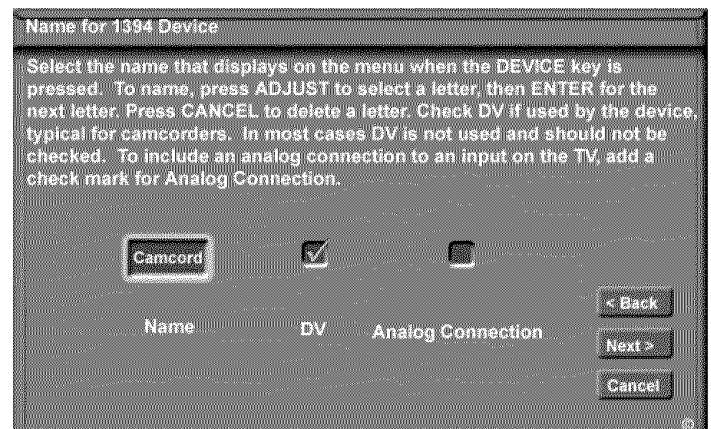 Name for 1394 Device
Select the name that displays on the menu when the DEVICE key is
pressed. To name, press ADJUST to select a letter, then ENTER for the
next letter. Press CANCEL to delete a letter. Check DV if used by the device,
typical for camcorders. In most cases DV is not used and should not be
checked. To include an analog connection to an input on the TV, add a
check mark for Analog Connection.
Camcord
Name DV Analog Connection
< Back
Next >
Cancel
©